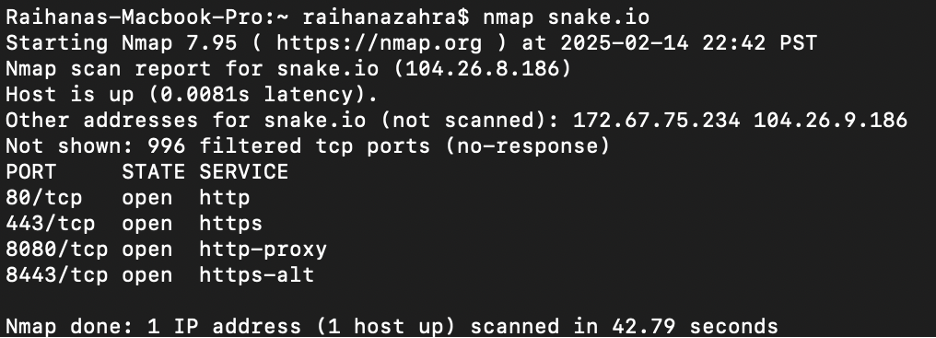 Raihanas-Macbook-Pro:~ raihanazahra$ nmap snake.io
Starting Nmap 7.95 ( https://nmap.org ) at 2025-02-14 22:42 PST
Nmap scan report for snake.io (104.26.8.186)
Host is up (0.0081s latency).
Other addresses for snake.io (not scanned): 172.67.75.234 104.26.9.186
Not shown: 996 filtered tcp ports (no-response)
PORT     STATE SERVICE
80/tcp   open  http
443/tcp  open  https
8080/tcp open  http-proxy
8443/tcp open  https-alt

Nmap done: 1 IP address (1 host up) scanned in 42.79 seconds